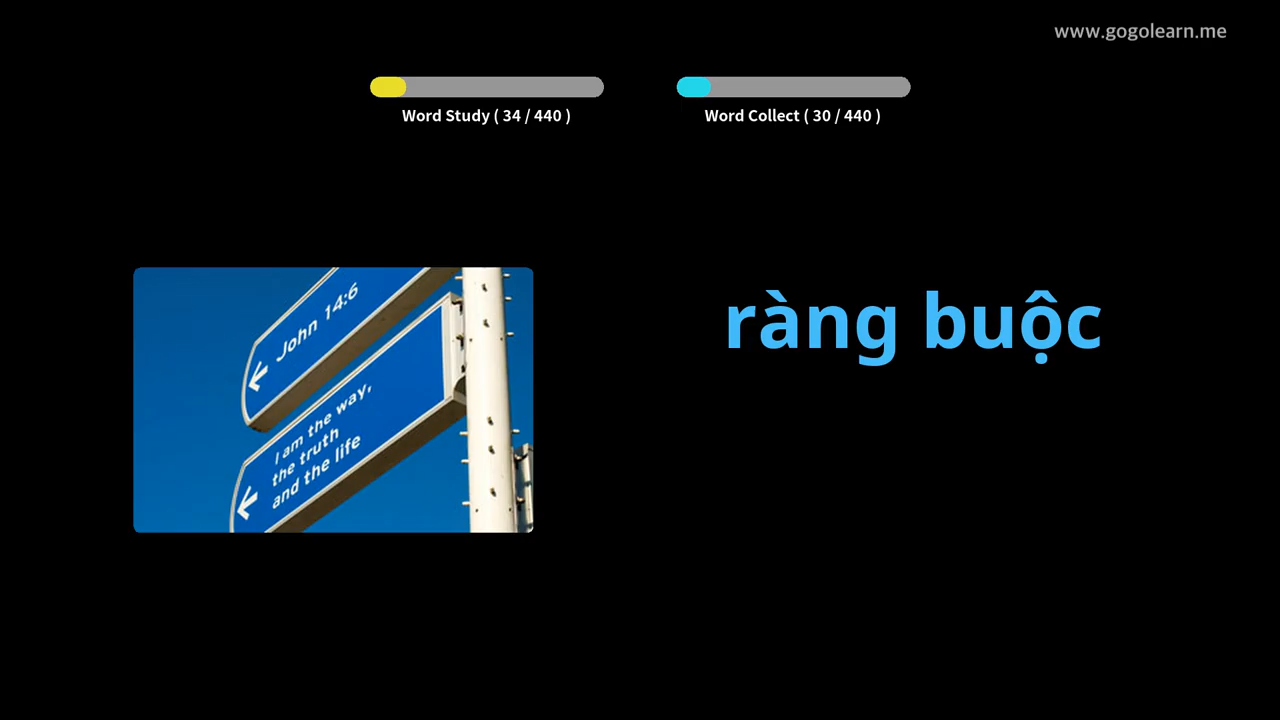 www.gogolearn.me
Word Study ( 34 / 440 )
Word Collect ( 30 / 440 )
John 14:6
I am the way,
the truth
and the life
ràng buộc